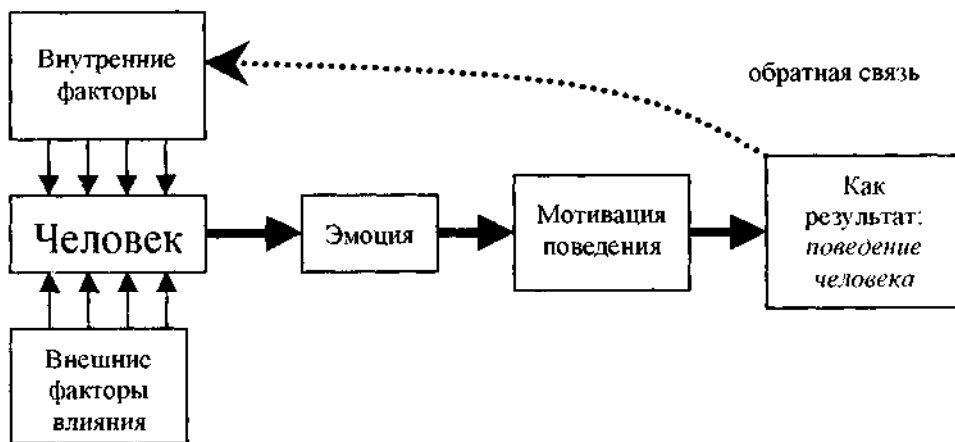 Внутренние
факторы
обратная связь
Человек
Эмоция
Мотивация
поведения
Как
результат:
поведение
человека
Внешние
факторы
влияния